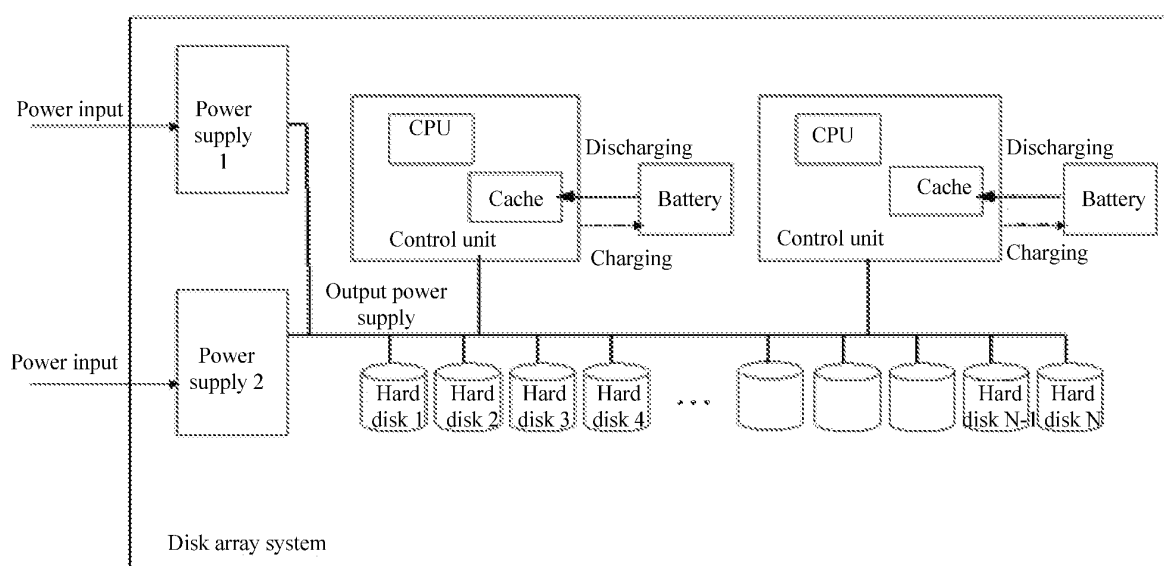 Power input
Power
supply
1
CPU
Cache
Control unit
Discharging
Battery
Charging
CPU
Cache
Control unit
Discharging
Battery
Charging
Output power
supply
Power input
Power
supply 2
Hard
disk 1
Hard
disk 2
Hard
disk 3
Hard
disk 4
...
Hard
disk N-1
Hard
disk N
Disk array system